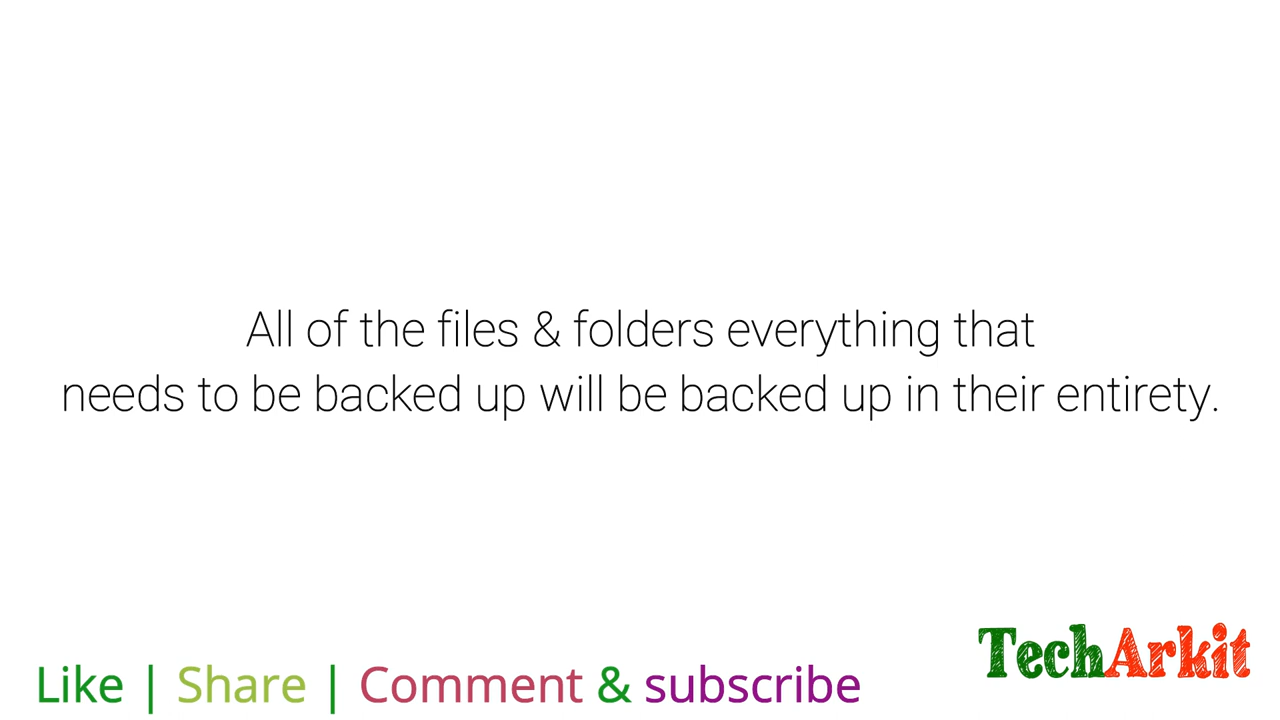 All of the files & folders everything that
needs to be backed up will be backed up in their entirety.
TechArkit
Like | Share | Comment & subscribe